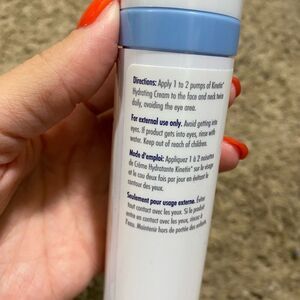 Directions: Apply 1 to 2 pumps of Kinetin®
Hydrating Cream to the face and neck twice
daily, avoiding the eye area.
For external use only. Avoid getting into
eyes. If product gets into eyes, rinse with
water. Keep out of reach of children.
Mode d'emploi: Appliquez 1 à 2 noisettes
de Crème Hydratante Kinetin® sur le visage
et le cou deux fois par jour en évitant le
contour des yeux.
Seulement pour usage externe. Éviter
tout contact avec les yeux. Si le produit
entre en contact avec les yeux, rincez à
l'eau. Maintenir hors de portée des enfants.